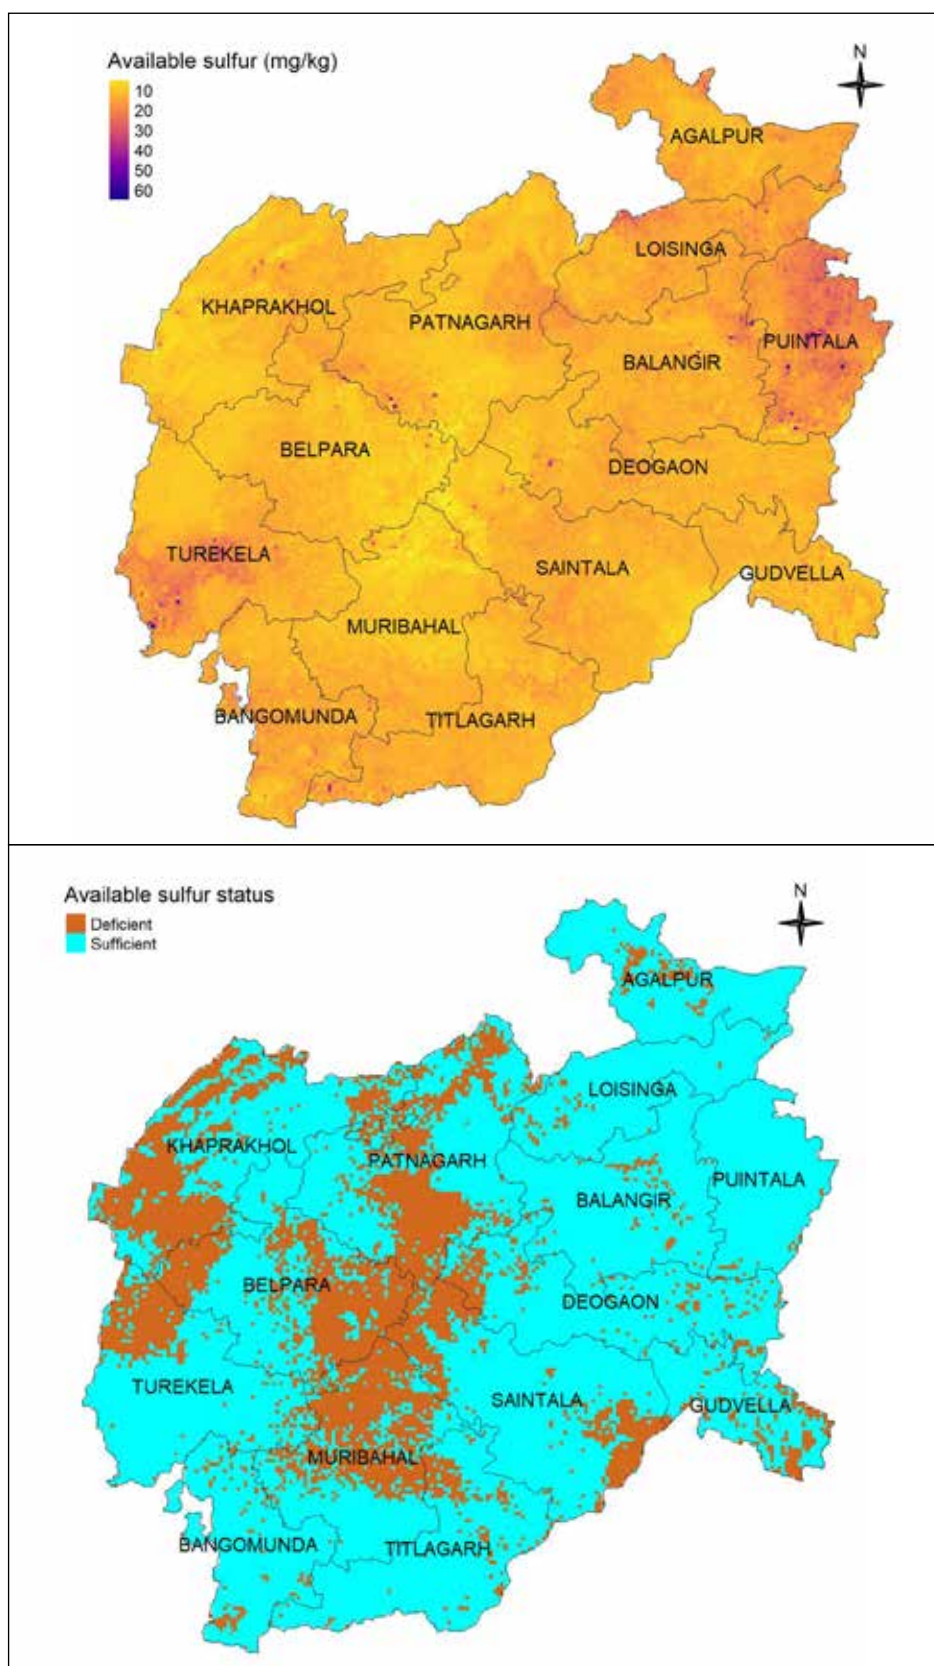 Available sulfur (mg/kg)
10
20
30
40
50
60
N
AGALPUR
LOISINGA
KHAPRAKHOL
PATNAGARH
PUINTALA
BALANGIR
BELPARA
DEOGAON
TUREKELA
SAINTALA
GUDVELLA
MURIBAHAL
BANGOMUNDA
TITLAGARH
Available sulfur status
Deficient
Sufficient
N
AGALPUR
LOISINGA
KHAPRAKHOL
PATNAGARH
PUINTALA
BALANGIR
BELPARA
DEOGAON
TUREKELA
SAINTALA
GUDVELLA
MURIBAHAL
BANGOMUNDA
TITLAGARH